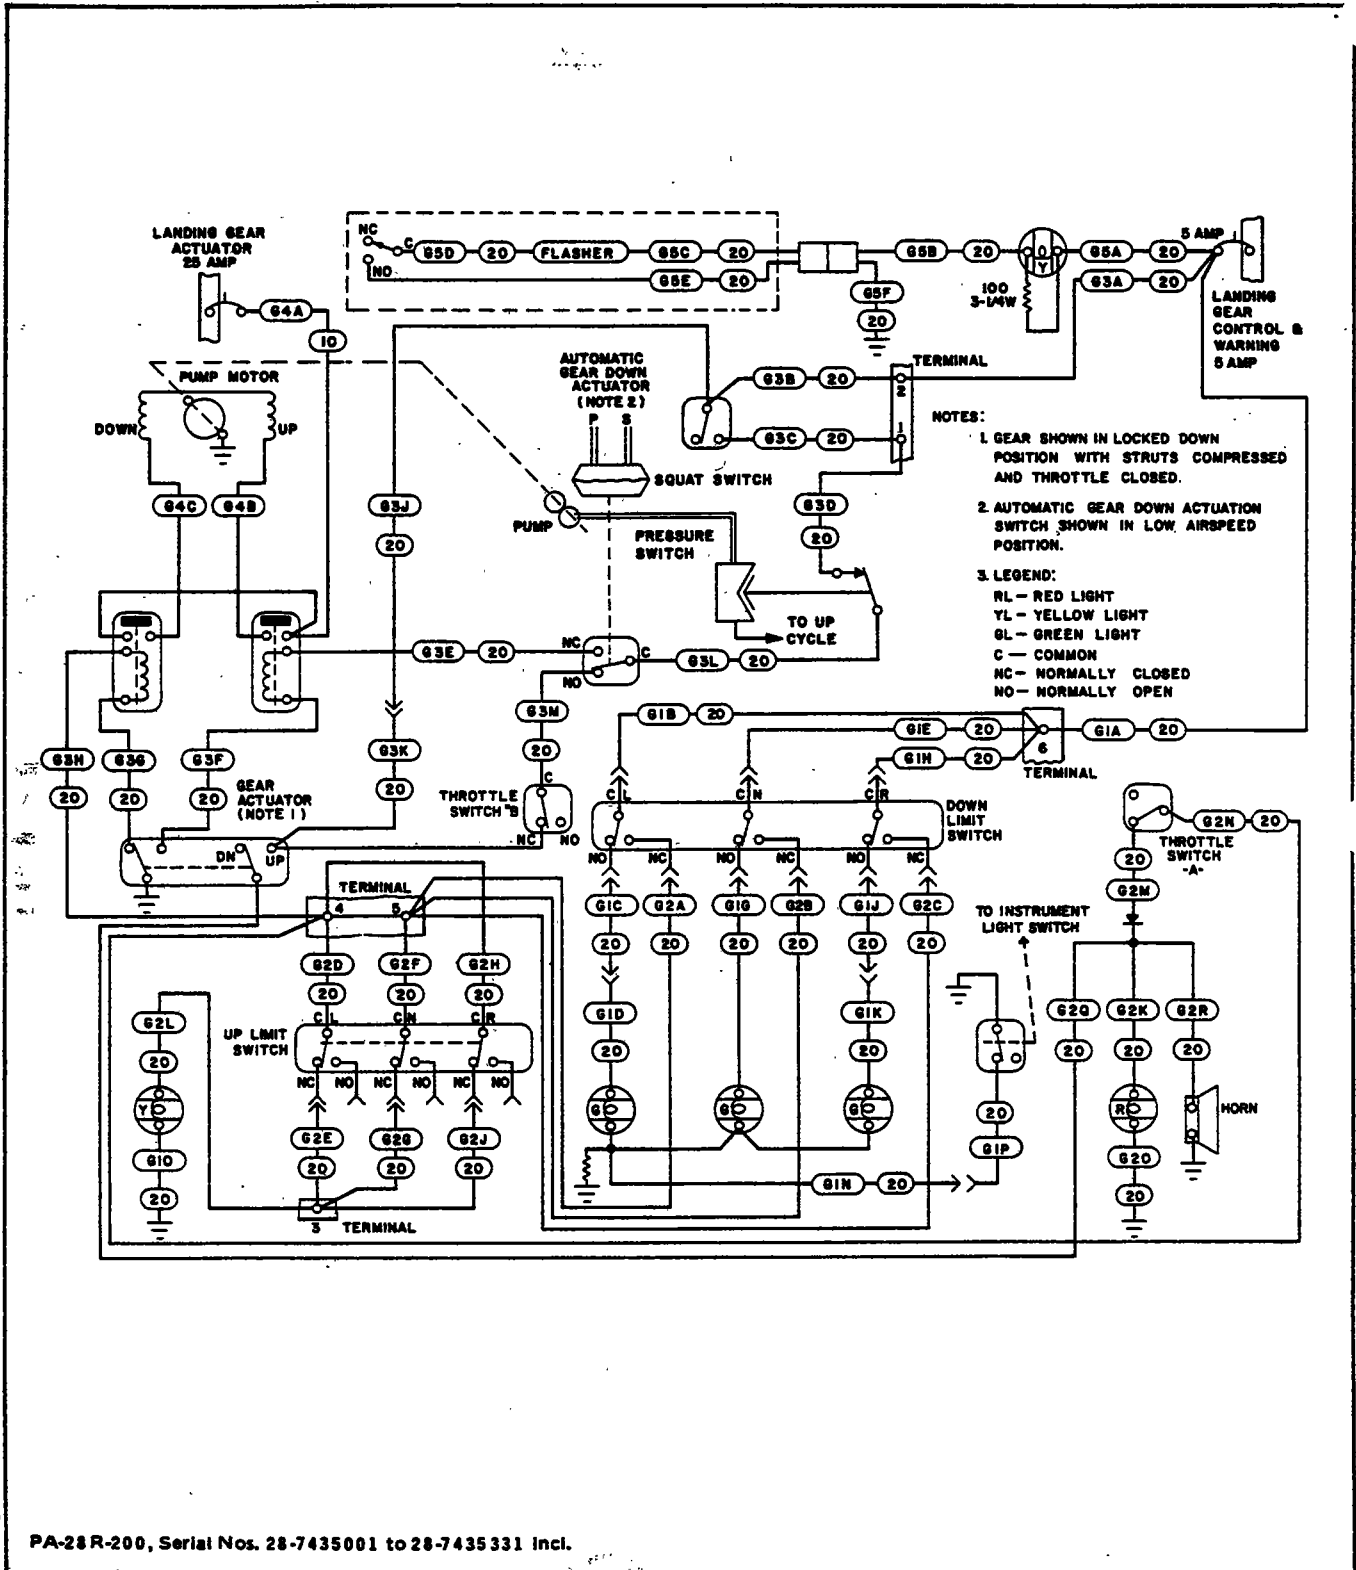 LANDING GEAR
ACTUATOR
25 AMP
G4A
10
NC
C
NO
G5D
20
FLASHER
G5C
20
G5E
20
G5B
20
O
Y
G5A
20
5 AMP
G3A
20
G5F
20
100
3-1/4W
LANDING
GEAR
CONTROL &
WARNING
5 AMP
PUMP MOTOR
DOWN
UP
AUTOMATIC
GEAR DOWN
ACTUATOR
(NOTE 2)
P
S
G3B
20
TERMINAL
2
G3C
20
1
SQUAT SWITCH
NOTES:
1. GEAR SHOWN IN LOCKED DOWN
POSITION WITH STRUTS COMPRESSED
AND THROTTLE CLOSED.
2. AUTOMATIC GEAR DOWN ACTUATION
SWITCH SHOWN IN LOW AIRSPEED
POSITION.
3. LEGEND:
RL - RED LIGHT
YL - YELLOW LIGHT
GL - GREEN LIGHT
C - COMMON
NC - NORMALLY CLOSED
NO - NORMALLY OPEN
G4C
G4B
G3J
20
PUMP
PRESSURE
SWITCH
G3D
20
TO UP
CYCLE
G3E
20
NC
C
NO
G3L
20
G3M
20
G1B
20
G1E
20
G1H
20
6
TERMINAL
G1A
20
G3H
20
G3G
20
G3F
20
G3K
20
GEAR
ACTUATOR
(NOTE 1)
DN
UP
THROTTLE
SWITCH "B
C
NC
NO
C L
C N
C R
DOWN
LIMIT
SWITCH
NO
NC
NO
NC
NO
NC
G2N
20
THROTTLE
SWITCH
-A-
20
G2M
TERMINAL
4
5
G1C
20
G2A
20
G1G
20
G2B
20
G1J
20
G2C
20
TO INSTRUMENT
LIGHT SWITCH
G2D
20
G2F
20
G2H
20
C L
C N
C R
UP LIMIT
SWITCH
NC
NO
NC
NO
NC
NO
G2L
20
Y
G1O
20
G1D
20
G1K
20
G
G
G
G2Q
20
G2K
20
G2R
20
R
HORN
G2O
20
20
G1P
G2E
20
G2G
20
G2J
20
3
TERMINAL
G1N
20
PA-28R-200, Serial Nos. 28-7435001 to 28-7435331 Incl.